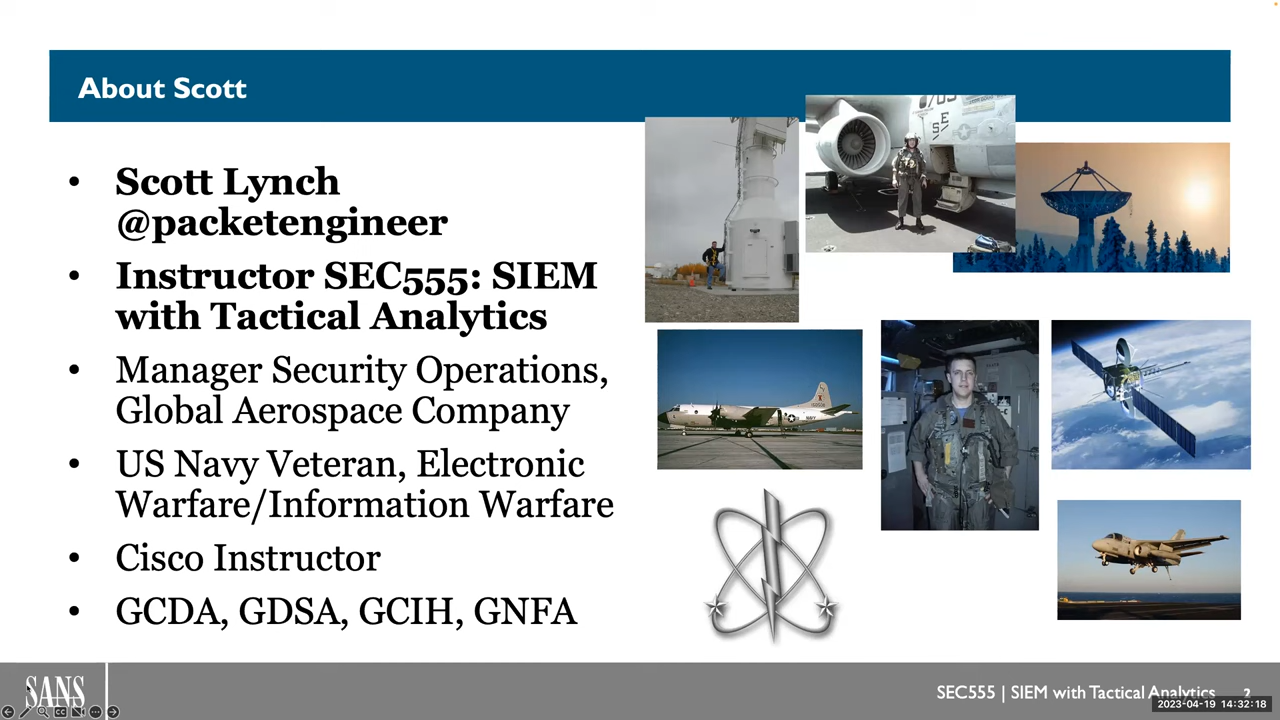 About Scott
• Scott Lynch
@packetengineer
• Instructor SEC555: SIEM
with Tactical Analytics
• Manager Security Operations,
Global Aerospace Company
• US Navy Veteran, Electronic
Warfare/Information Warfare
• Cisco Instructor
• GCDA, GDSA, GCIH, GNFA
SANS
SEC555 | SIEM with Tactical Analytics 2
2023-04-19 14:32:18